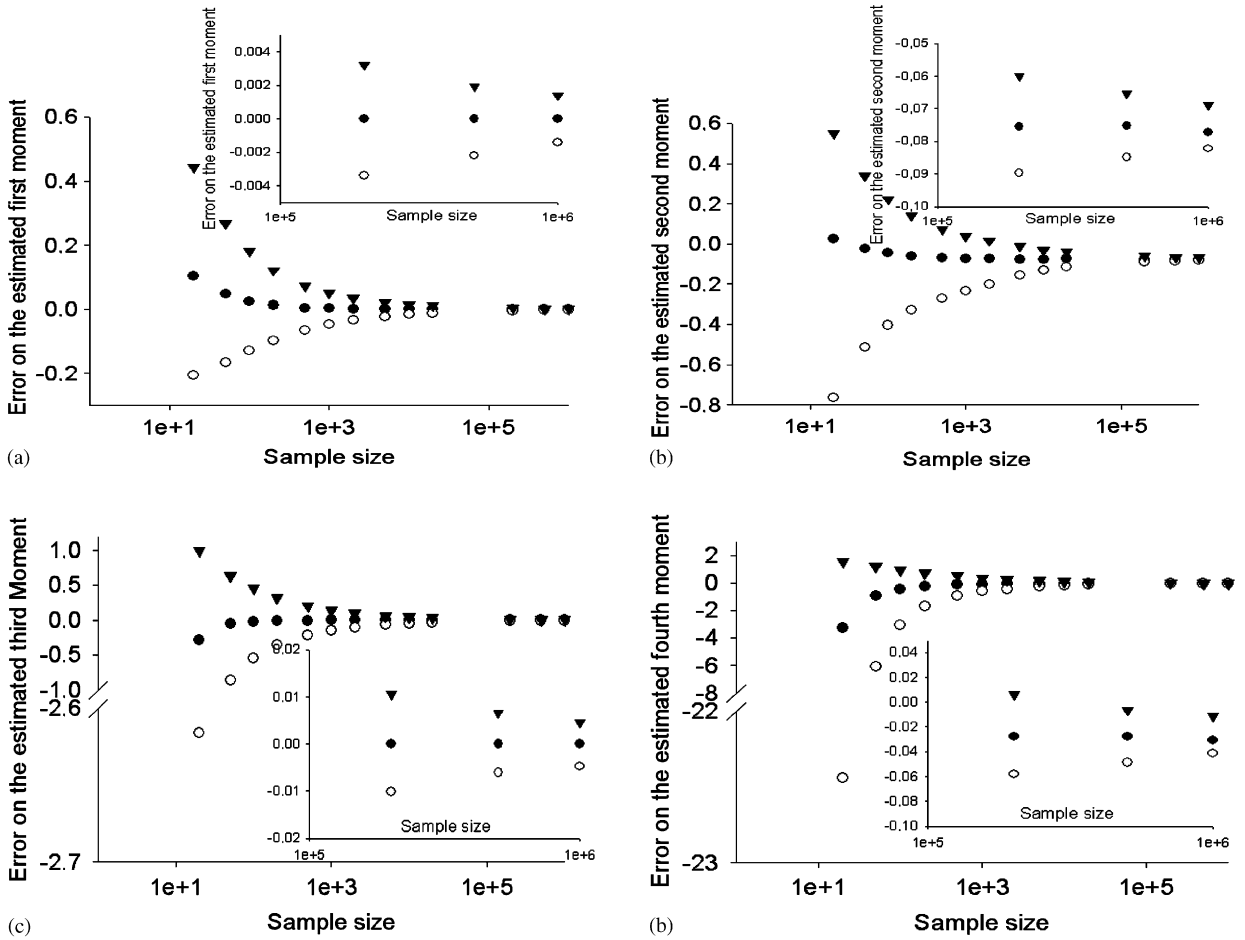 Error on the estimated first moment
0.6
0.4
0.2
0.0
-0.2
1e+1
1e+3
1e+5
Sample size
(a)
Error on the estimated first moment
0.004
0.002
0.000
-0.002
-0.004
1e+5
Sample size
1e+6
Error on the estimated second moment
0.6
0.4
0.2
0.0
-0.2
-0.4
-0.6
-0.8
1e+1
1e+3
1e+5
Sample size
(b)
Error on the estimated second moment
-0,05
-0,06
-0,07
-0,08
-0,09
-0,10
1e+5
Sample size
1e+6
Error on the estimated third Moment
1.0
0.5
0.0
-0.5
-1.0
-2.6
-2.7
1e+1
1e+3
1e+5
Sample size
(c)
0.02
0.01
0.00
-0.01
-0.02
1e+5
Sample size
1e+6
Error on the estimated fourth moment
2
0
-2
-4
-6
-8
-22
-23
1e+1
1e+3
1e+5
Sample size
(b)
0.04
0.02
0.00
-0.02
-0.04
-0.06
-0.08
-0.10
1e+5
Sample size
1e+6